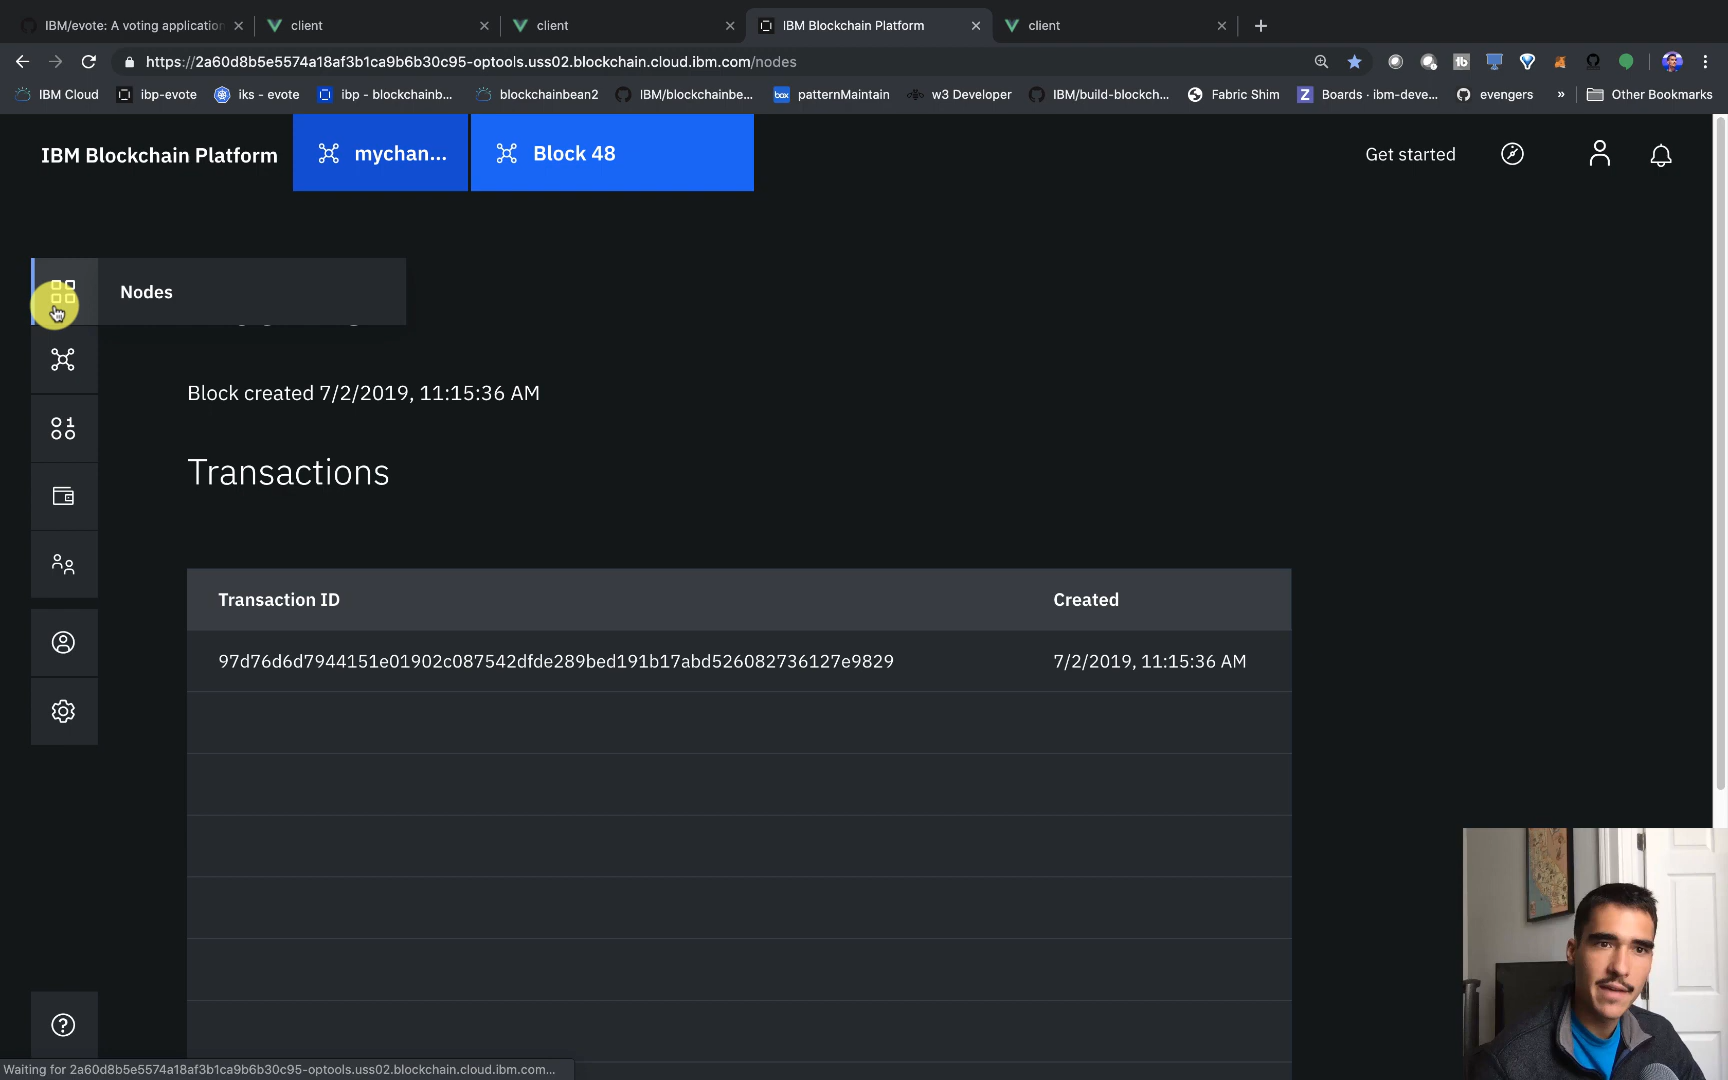 IBM/evote: A voting application
client
client
IBM Blockchain Platform
client
https://2a60d8b5e5574a18af3b1ca9b6b30c95-optools.uss02.blockchain.cloud.ibm.com/nodes
IBM Cloud
ibp-evote
iks - evote
ibp - blockchainb...
blockchainbean2
IBM/blockchainbe...
box
patternMaintain
w3 Developer
IBM/build-blockch...
Fabric Shim
Z
Boards · ibm-deve...
evengers
»
Other Bookmarks
IBM Blockchain Platform
mychan...
Block 48
Get started
Nodes
Block created 7/2/2019, 11:15:36 AM
Transactions
Transaction ID
Created
97d76d6d7944151e01902c087542dfde289bed191b17abd526082736127e9829
7/2/2019, 11:15:36 AM
Waiting for 2a60d8b5e5574a18af3b1ca9b6b30c95-optools.uss02.blockchain.cloud.ibm.com...